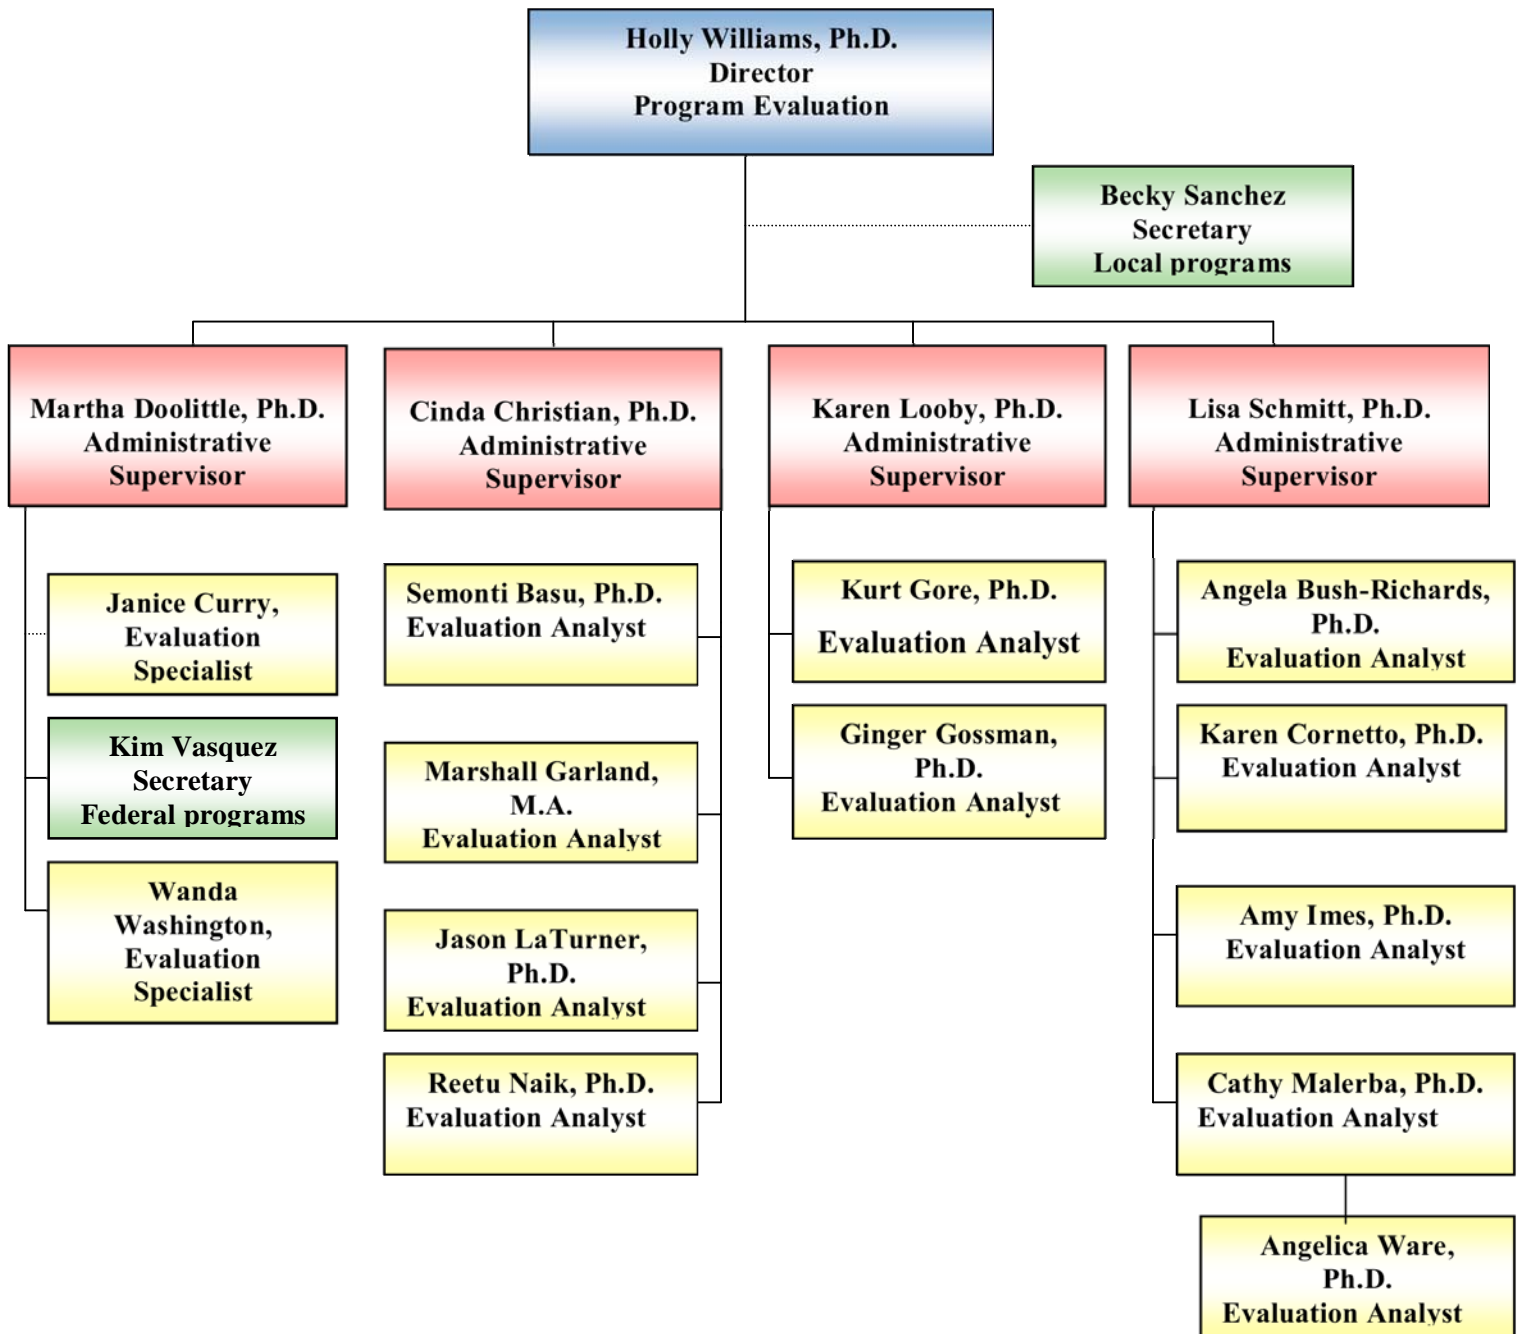 Holly Williams, Ph.D.
Director
Program Evaluation
Becky Sanchez
Secretary
Local programs
Martha Doolittle, Ph.D.
Administrative
Supervisor
Cinda Christian, Ph.D.
Administrative
Supervisor
Karen Looby, Ph.D.
Administrative
Supervisor
Lisa Schmitt, Ph.D.
Administrative
Supervisor
Janice Curry,
Evaluation
Specialist
Kim Vasquez
Secretary
Federal programs
Wanda
Washington,
Evaluation
Specialist
Semonti Basu, Ph.D.
Evaluation Analyst
Marshall Garland,
M.A.
Evaluation Analyst
Jason LaTurner,
Ph.D.
Evaluation Analyst
Reetu Naik, Ph.D.
Evaluation Analyst
Kurt Gore, Ph.D.
Evaluation Analyst
Ginger Gossman,
Ph.D.
Evaluation Analyst
Angela Bush-Richards,
Ph.D.
Evaluation Analyst
Karen Cornetto, Ph.D.
Evaluation Analyst
Amy Imes, Ph.D.
Evaluation Analyst
Cathy Malerba, Ph.D.
Evaluation Analyst
Angelica Ware,
Ph.D.
Evaluation Analyst